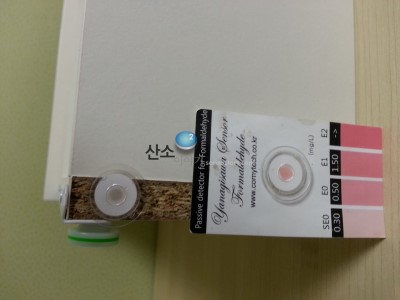 산소
2
Passive detector for Formaldehyde
Yanagisawa Sensor
Formaldehyde
www.comytech.co.kr
(mg/L)
SE0 E0 E1 E2
0.30 0.50 1.50 ->